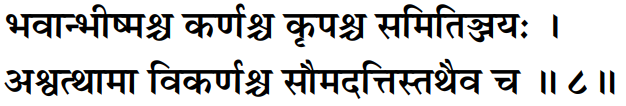 भवान्भीष्मश्च कर्णश्च कृपश्च समितिञ्जयः ।
अश्वत्थामा विकर्णश्च सौमदत्तिस्तथैव च ॥ ८ ॥